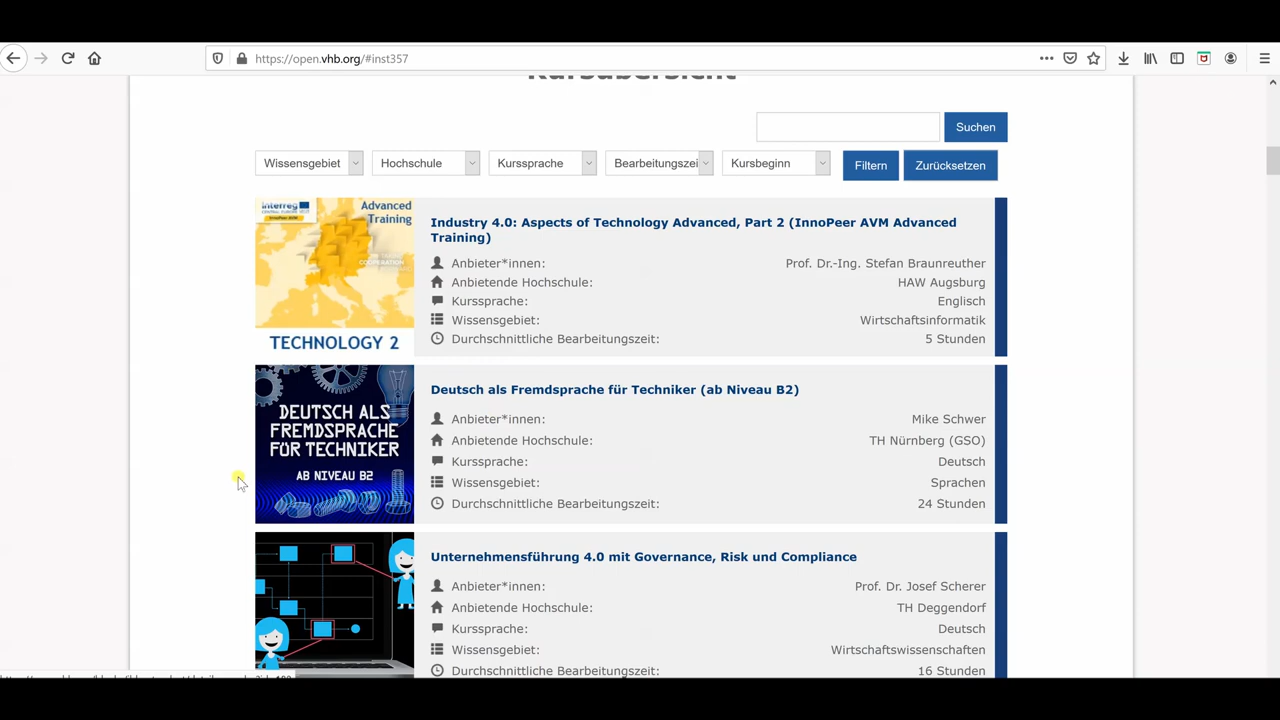 https://open.vhb.org/#inst357
Kursübersicht
Suchen
Wissensgebiet
Hochschule
Kurssprache
Bearbeitungszei
Kursbeginn
Filtern
Zurücksetzen
interreg
Advanced
Training
TECHNOLOGY 2
Industry 4.0: Aspects of Technology Advanced, Part 2 (InnoPeer AVM Advanced
Training)
Anbieter*innen: Prof. Dr.-Ing. Stefan Braunreuther
Anbietende Hochschule: HAW Augsburg
Kurssprache: Englisch
Wissensgebiet: Wirtschaftsinformatik
Durchschnittliche Bearbeitungszeit: 5 Stunden
DEUTSCH ALS
FREMDSPRACHE
FÜR TECHNIKER
AB NIVEAU B2
Deutsch als Fremdsprache für Techniker (ab Niveau B2)
Anbieter*innen: Mike Schwer
Anbietende Hochschule: TH Nürnberg (GSO)
Kurssprache: Deutsch
Wissensgebiet: Sprachen
Durchschnittliche Bearbeitungszeit: 24 Stunden
Unternehmensführung 4.0 mit Governance, Risk und Compliance
Anbieter*innen: Prof. Dr. Josef Scherer
Anbietende Hochschule: TH Deggendorf
Kurssprache: Deutsch
Wissensgebiet: Wirtschaftswissenschaften
Durchschnittliche Bearbeitungszeit: 16 Stunden